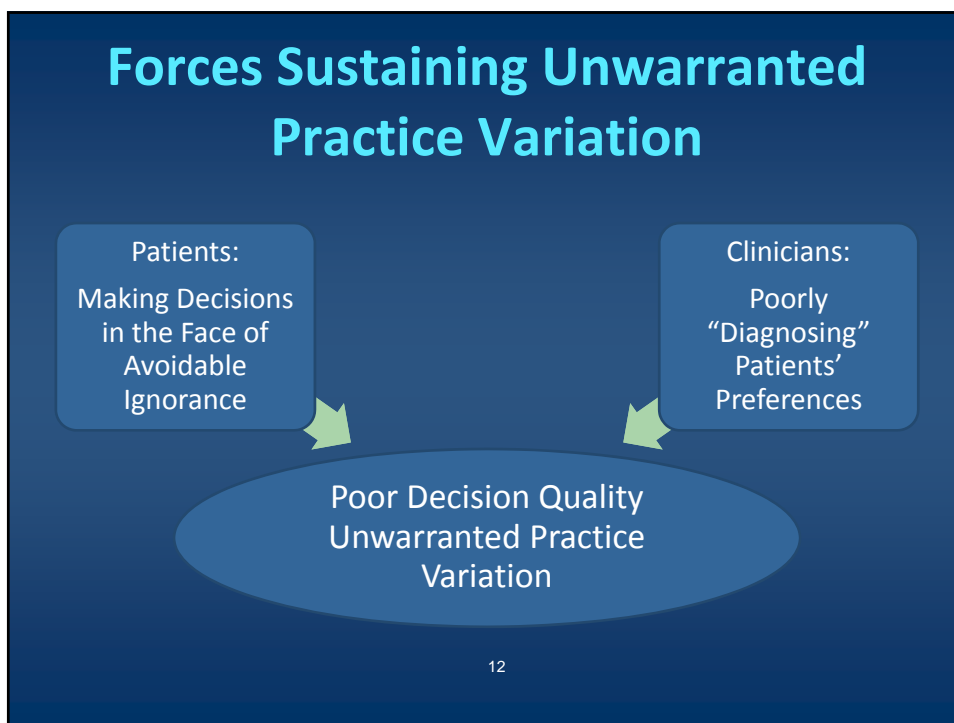 Forces Sustaining Unwarranted
Practice Variation
Patients:
Making Decisions
in the Face of
Avoidable
Ignorance
Clinicians:
Poorly
“Diagnosing”
Patients’
Preferences
Poor Decision Quality
Unwarranted Practice
Variation
12